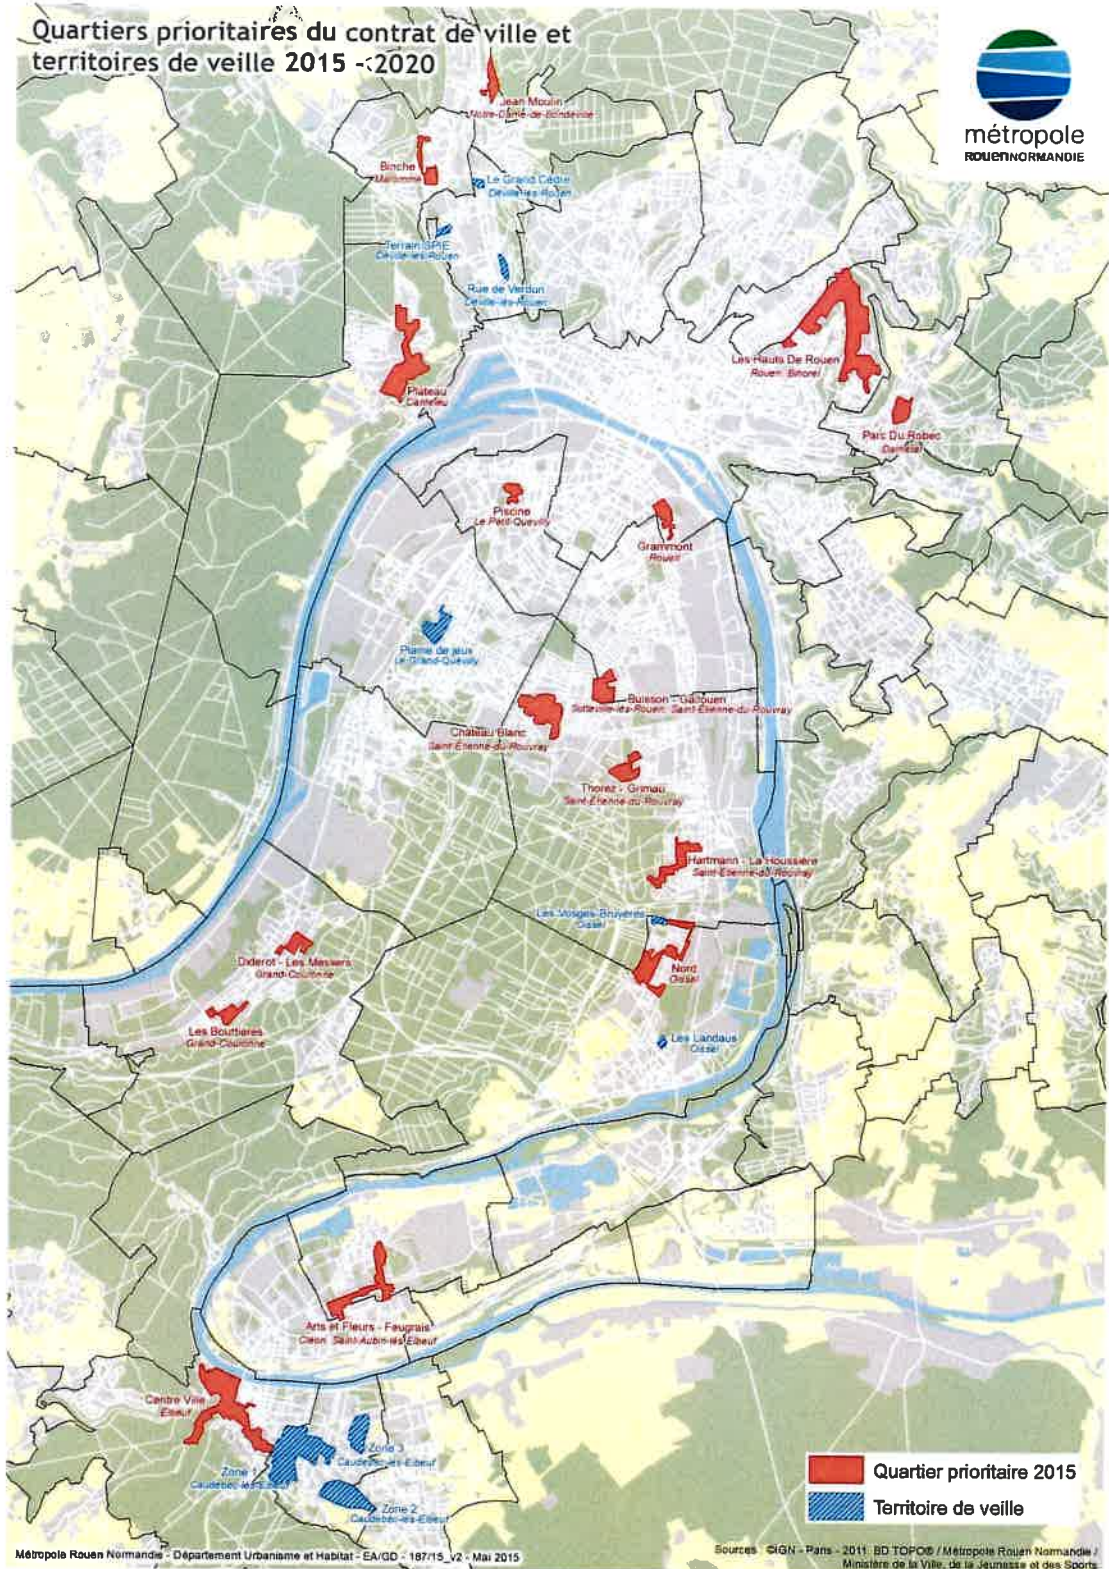 Quartiers prioritaires du contrat de ville et
territoires de veille 2015 - 2020
métropole
ROUENNORMANDIE
Jean Moulin
Notre-Dame-de-Bondeville
Binche
Maromme
Le Grand Cèdre
Déville-lès-Rouen
Terrain SPIE
Déville-lès-Rouen
Rue de Verdun
Déville-lès-Rouen
Les Hauts De Rouen
Rouen Bihorel
Plateau
Canteleu
Parc Du Robec
Darnétal
Piscine
Le Petit-Quevilly
Grammont
Rouen
Plaine de jeux
Le Grand-Quevilly
Buisson - Gallouen
Sotteville-lès-Rouen Saint-Étienne-du-Rouvray
Château Blanc
Saint-Étienne-du-Rouvray
Thorez - Grimau
Saint-Étienne-du-Rouvray
Hartmann - La Houssière
Saint-Étienne-du-Rouvray
Les Vosges-Bruyères
Oissel
Diderot - Les Mesliers
Grand-Couronne
Nord
Oissel
Les Bouttières
Grand-Couronne
Les Landaus
Oissel
Arts et Fleurs - Feugrais
Cléon Saint-Aubin-lès-Elbeuf
Centre Ville
Elbeuf
Zone 3
Caudebec-lès-Elbeuf
Zone 1
Caudebec-lès-Elbeuf
Zone 2
Caudebec-lès-Elbeuf
Quartier prioritaire 2015
Territoire de veille
Métropole Rouen Normandie - Département Urbanisme et Habitat - EA/GD - 187/15_v2 - Mai 2015
Sources ©IGN - Paris - 2011 BD TOPO® / Métropole Rouen Normandie /
Ministère de la Ville, de la Jeunesse et des Sports